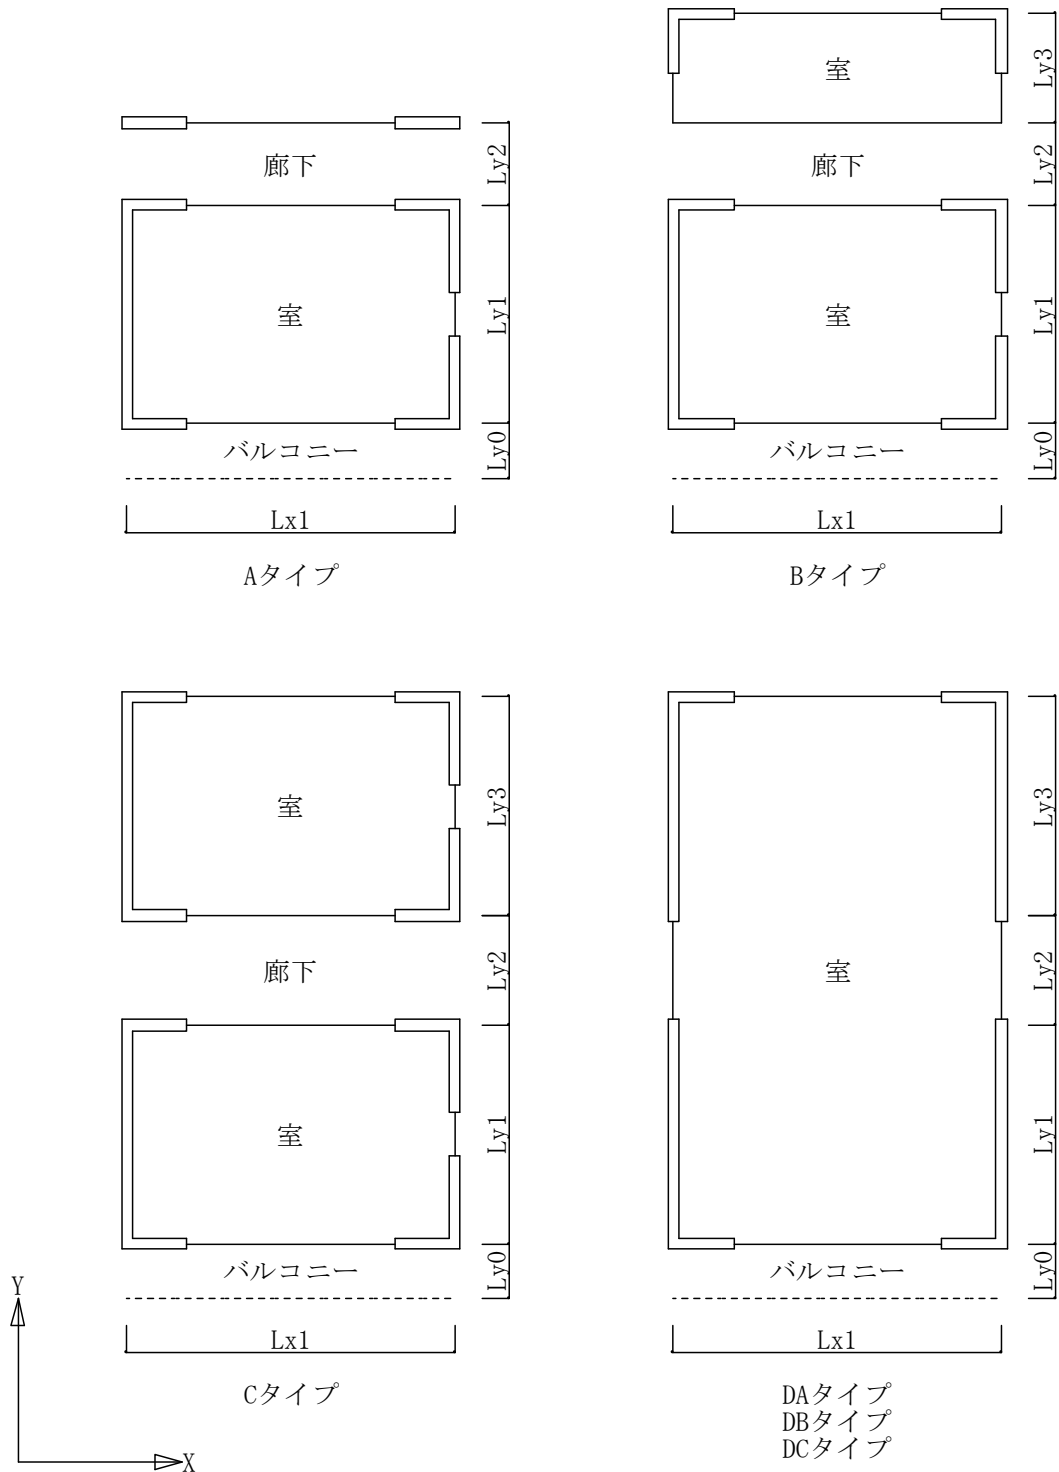 廊下
Ly2
室
Ly1
バルコニー
Ly0
Lx1
Aタイプ
室
Ly3
廊下
Ly2
室
Ly1
バルコニー
Ly0
Lx1
Bタイプ
室
Ly3
廊下
Ly2
室
Ly1
バルコニー
Ly0
Lx1
Cタイプ
Ly3
室
Ly2
Ly1
バルコニー
Ly0
Lx1
DAタイプ
DBタイプ
DCタイプ
Y
X